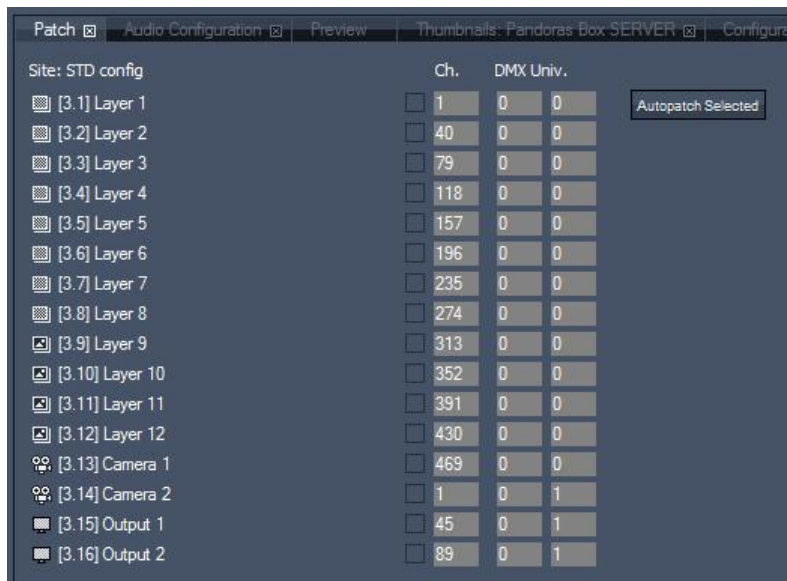 Patch Audio Configuration Preview Thumbnails: Pandoras Box SERVER Configura
Site: STD config Ch. DMX Univ.
[3.1] Layer 1 1 0 0 Autopatch Selected
[3.2] Layer 2 40 0 0
[3.3] Layer 3 79 0 0
[3.4] Layer 4 118 0 0
[3.5] Layer 5 157 0 0
[3.6] Layer 6 196 0 0
[3.7] Layer 7 235 0 0
[3.8] Layer 8 274 0 0
[3.9] Layer 9 313 0 0
[3.10] Layer 10 352 0 0
[3.11] Layer 11 391 0 0
[3.12] Layer 12 430 0 0
[3.13] Camera 1 469 0 0
[3.14] Camera 2 1 0 1
[3.15] Output 1 45 0 1
[3.16] Output 2 89 0 1